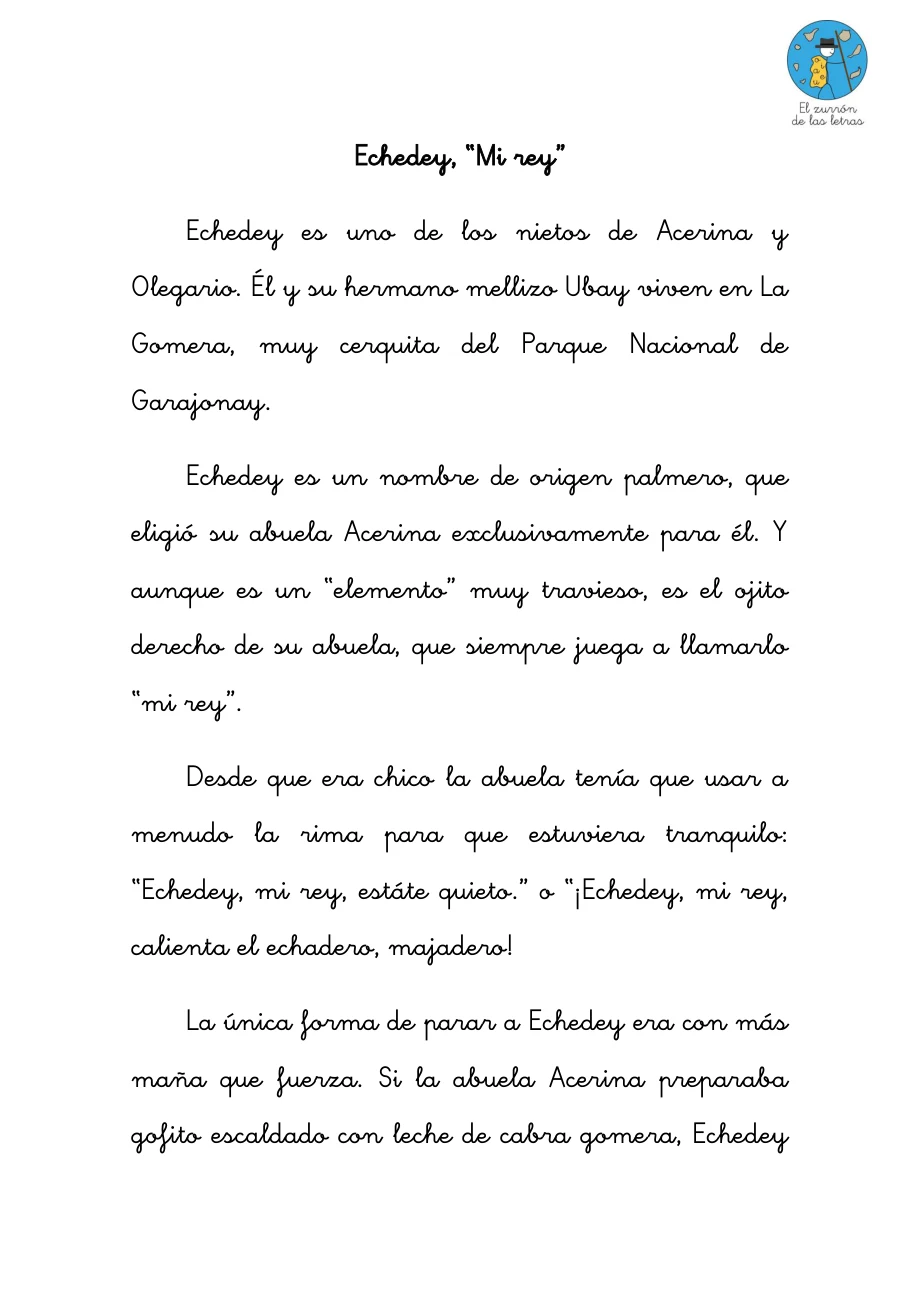 El zurrón
de las letras
Echedey, “Mi rey”
Echedey es uno de los nietos de Acerina y
Olegario. Él y su hermano mellizo Ubay viven en La
Gomera, muy cerquita del Parque Nacional de
Garajonay.
Echedey es un nombre de origen palmero, que
eligió su abuela Acerina exclusivamente para él. Y
aunque es un “elemento” muy travieso, es el ojito
derecho de su abuela, que siempre juega a llamarlo
“mi rey”.
Desde que era chico la abuela tenía que usar a
menudo la rima para que estuviera tranquilo:
“Echedey, mi rey, estáte quieto.” o “¡Echedey, mi rey,
calienta el echadero, majadero!
La única forma de parar a Echedey era con más
maña que fuerza. Si la abuela Acerina preparaba
gofito escaldado con leche de cabra gomera, Echedey